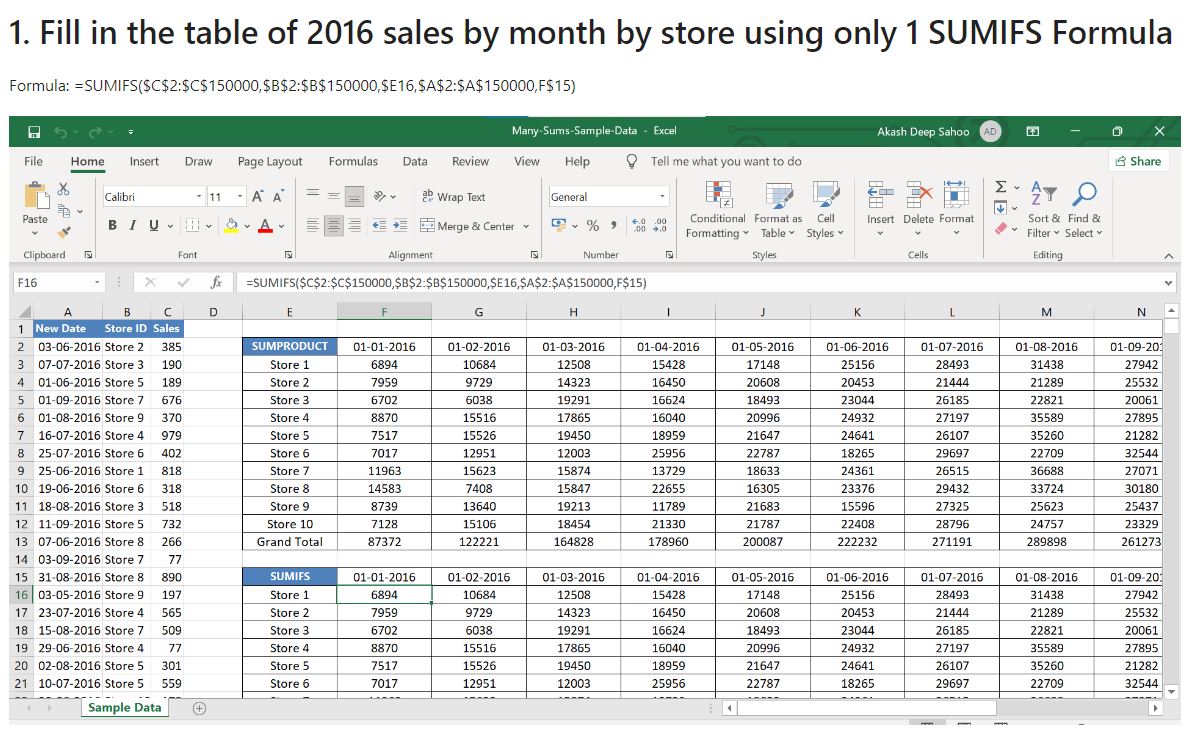 1. Fill in the table of 2016 sales by month by store using only 1 SUMIFS Formula
Formula: =SUMIFS($C$2:$C$150000,$B$2:$B$150000,$E16,$A$2:$A$150000,F$15)
Many-Sums-Sample-Data - Excel Akash Deep Sahoo AD
File Home Insert Draw Page Layout Formulas Data Review View Help Tell me what you want to do Share
Calibri 11 A A ab Wrap Text General Σ A Z
Paste B I U A Merge & Center % , Conditional Formatting Format as Table Cell Styles Insert Delete Format Sort & Filter Find & Select
Clipboard Font Alignment Number Styles Cells Editing
F16 fx =SUMIFS($C$2:$C$150000,$B$2:$B$150000,$E16,$A$2:$A$150000,F$15)
A B C D E F G H I J K L M N
1 New Date Store ID Sales
2 03-06-2016 Store 2 385 SUMPRODUCT 01-01-2016 01-02-2016 01-03-2016 01-04-2016 01-05-2016 01-06-2016 01-07-2016 01-08-2016 01-09-20
3 07-07-2016 Store 3 190 Store 1 6894 10684 12508 15428 17148 25156 28493 31438 27942
4 01-06-2016 Store 5 189 Store 2 7959 9729 14323 16450 20608 20453 21444 21289 25532
5 01-09-2016 Store 7 676 Store 3 6702 6038 19291 16624 18493 23044 26185 22821 20061
6 01-08-2016 Store 9 370 Store 4 8870 15516 17865 16040 20996 24932 27197 35589 27895
7 16-07-2016 Store 4 979 Store 5 7517 15526 19450 18959 21647 24641 26107 35260 21282
8 25-07-2016 Store 6 402 Store 6 7017 12951 12003 25956 22787 18265 29697 22709 32544
9 25-06-2016 Store 1 818 Store 7 11963 15623 15874 13729 18633 24361 26515 36688 27071
10 19-06-2016 Store 6 318 Store 8 14583 7408 15847 22655 16305 23376 29432 33724 30180
11 18-08-2016 Store 3 518 Store 9 8739 13640 19213 11789 21683 15596 27325 25623 25437
12 11-09-2016 Store 5 732 Store 10 7128 15106 18454 21330 21787 22408 28796 24757 23329
13 07-06-2016 Store 8 266 Grand Total 87372 122221 164828 178960 200087 222232 271191 289898 261273
14 03-09-2016 Store 7 77
15 31-08-2016 Store 8 890 SUMIFS 01-01-2016 01-02-2016 01-03-2016 01-04-2016 01-05-2016 01-06-2016 01-07-2016 01-08-2016 01-09-20
16 03-05-2016 Store 9 197 Store 1 6894 10684 12508 15428 17148 25156 28493 31438 27942
17 23-07-2016 Store 4 565 Store 2 7959 9729 14323 16450 20608 20453 21444 21289 25532
18 15-08-2016 Store 7 509 Store 3 6702 6038 19291 16624 18493 23044 26185 22821 20061
19 29-06-2016 Store 4 77 Store 4 8870 15516 17865 16040 20996 24932 27197 35589 27895
20 02-08-2016 Store 5 301 Store 5 7517 15526 19450 18959 21647 24641 26107 35260 21282
21 10-07-2016 Store 5 559 Store 6 7017 12951 12003 25956 22787 18265 29697 22709 32544
Sample Data